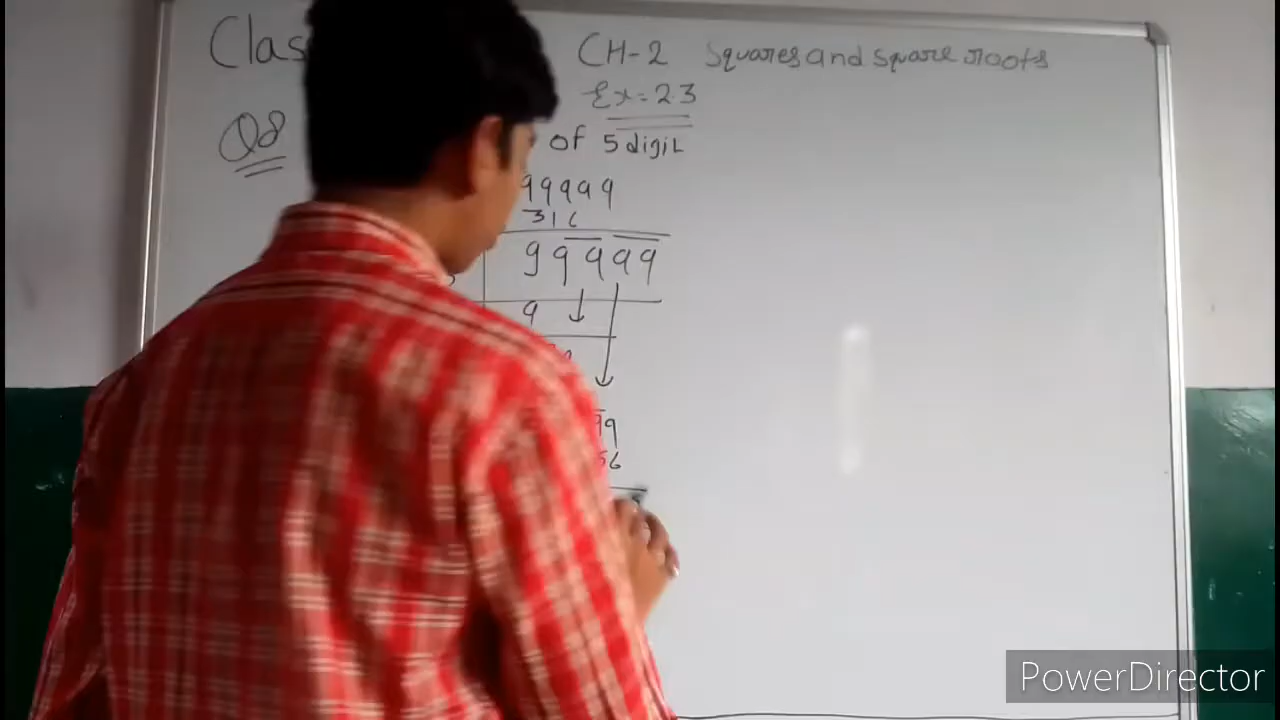 Clas CH-2 Squares and square roots
Ex = 2.3
Q8 of 5 digit
99999
316
99999
9
99
56
PowerDirector